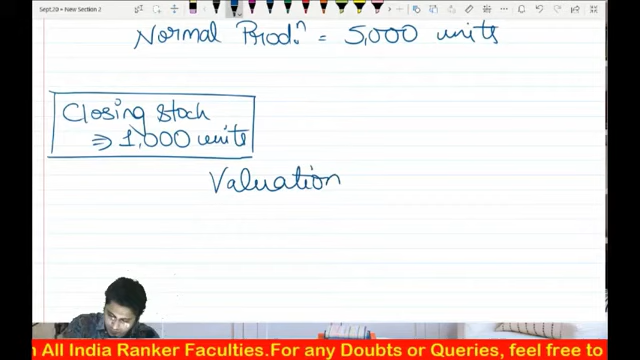 Sept.20 • New Section 2
Normal Prod.ⁿ = 5,000 units
Closing Stock
⇒ 1,000 units
Valuation
n All India Ranker Faculties.For any Doubts or Queries, feel free to